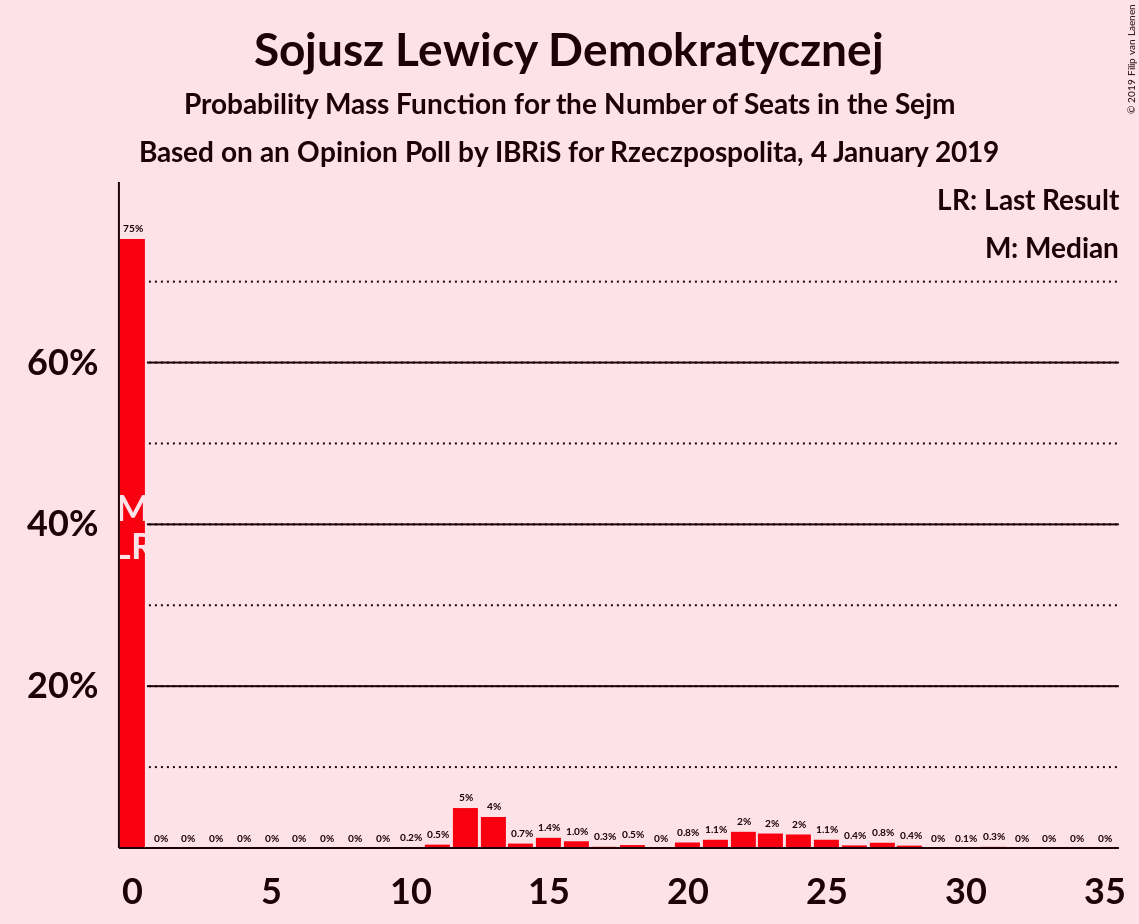 Sojusz Lewicy Demokratycznej
Probability Mass Function for the Number of Seats in the Sejm
Based on an Opinion Poll by IBRiS for Rzeczpospolita, 4 January 2019
© 2019 Filip van Laenen
LR: Last Result
M: Median
75%
60%
40%
20%
M
LR
0% 0% 0% 0% 0% 0% 0% 0% 0% 0.2% 0.5% 5% 4% 0.7% 1.4% 1.0% 0.3% 0.5% 0% 0.8% 1.1% 2% 2% 2% 1.1% 0.4% 0.8% 0.4% 0% 0.1% 0.3% 0% 0% 0% 0%
0 5 10 15 20 25 30 35